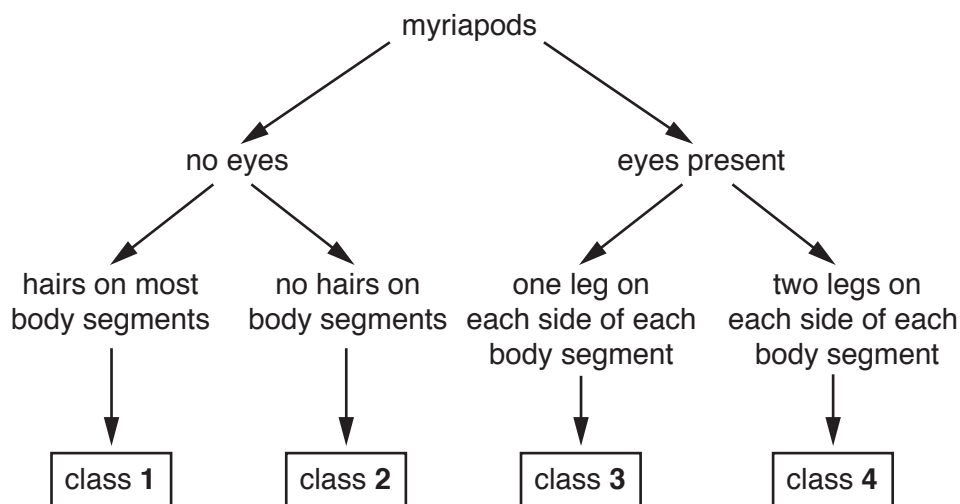 myriapods
no eyes
eyes present
hairs on most
body segments
no hairs on
body segments
one leg on
each side of each
body segment
two legs on
each side of each
body segment
class 1
class 2
class 3
class 4